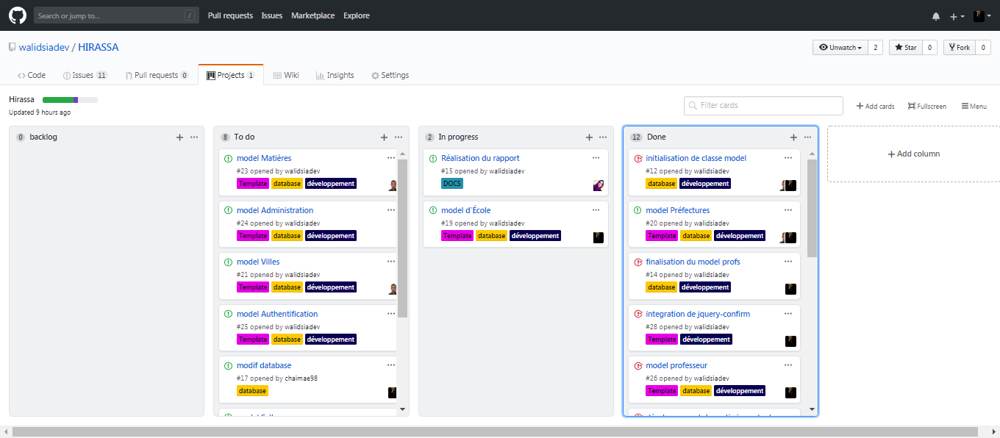 Search or jump to...
/
Pull requests Issues Marketplace Explore
walidsiadev / HIRASSA
Unwatch 2 Star 0 Fork 0
Code Issues 11 Pull requests 0 Projects 1 Wiki Insights Settings
Hirassa
Updated 9 hours ago
Filter cards
Add cards Fullscreen Menu
0 backlog
8 To do
model Matières
#23 opened by walidsiadev
Template database développement
model Administration
#24 opened by walidsiadev
Template database développement
model Villes
#21 opened by walidsiadev
Template database développement
model Authentification
#25 opened by walidsiadev
Template database développement
modif database
#17 opened by chaimae98
database
2 In progress
Réalisation du rapport
#15 opened by walidsiadev
DOCS
model d'École
#19 opened by walidsiadev
Template database développement
12 Done
initialisation de classe model
#12 opened by walidsiadev
database développement
model Préfectures
#20 opened by walidsiadev
Template database développement
finalisation du model profs
#14 opened by walidsiadev
database développement
integration de jquery-confirm
#28 opened by walidsiadev
Template développement
model professeur
#26 opened by walidsiadev
Template database développement
Add column